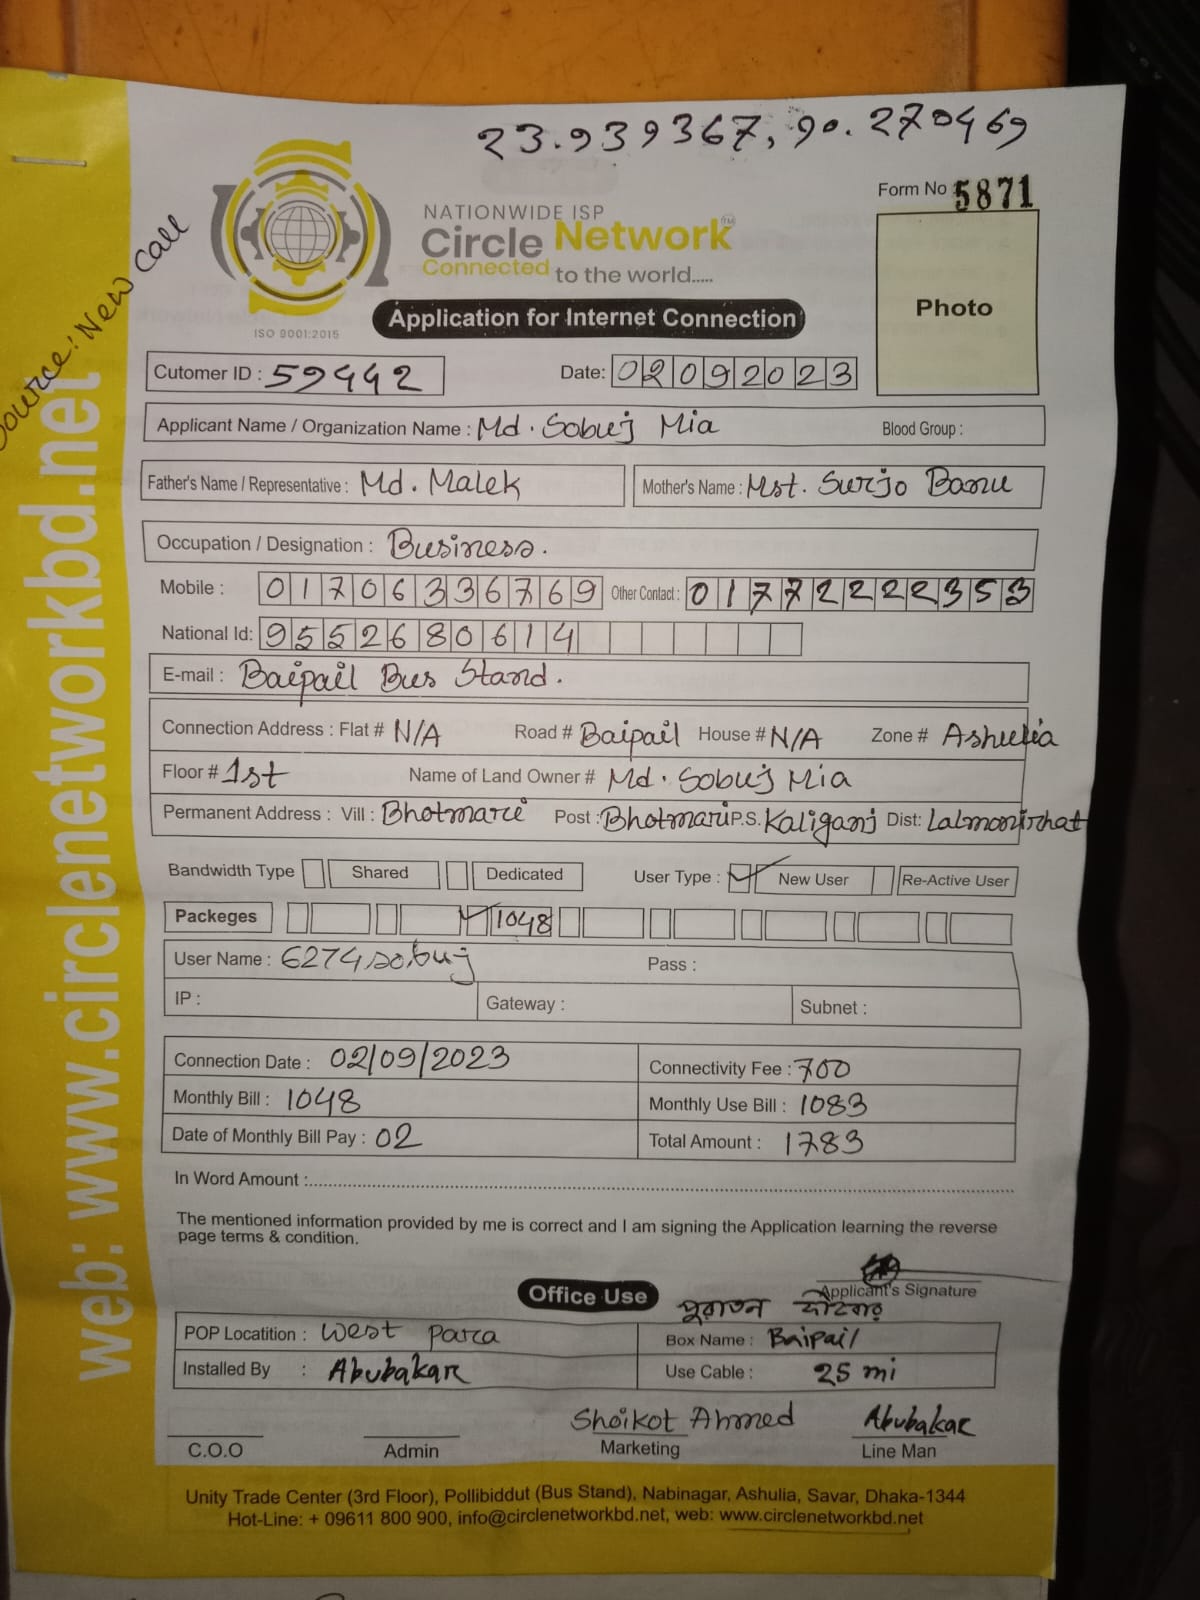 23.939367, 90.270469
Source: New Call
Form No 5871
NATIONWIDE ISP
Circle Network™
Connected to the world.....
ISO 9001:2015
Application for Internet Connection
Photo
Cutomer ID : 59442 Date: 02092023
Applicant Name / Organization Name : Md. Sobuj Mia Blood Group :
Father's Name / Representative : Md. Malek Mother's Name : Mst. Surjo Banu
Occupation / Designation : Business.
Mobile : 01706336769 Other Contact : 01772222353
National Id: 9552680614
E-mail : Baipail Bus Stand.
Connection Address : Flat # N/A Road # Baipail House # N/A Zone # Ashulia
Floor # 1st Name of Land Owner # Md. Sobuj Mia
Permanent Address : Vill : Bhotmari Post : Bhotmari P.S. Kaliganj Dist: Lalmonirhat
Bandwidth Type Shared Dedicated User Type : ✓ New User Re-Active User
Packeges ✓ 1048
User Name : 6274sobuj Pass :
IP : Gateway : Subnet :
Connection Date : 02/09/2023 Connectivity Fee : 700
Monthly Bill : 1048 Monthly Use Bill : 1083
Date of Monthly Bill Pay : 02 Total Amount : 1783
In Word Amount :
The mentioned information provided by me is correct and I am signing the Application learning the reverse
page terms & condition.
Applicant's Signature
Office Use
পুরাতন
POP Locatition : West para Box Name : Baipail
Installed By : Abubakar Use Cable : 25 mi
Shoikot Ahmed Abubakar
C.O.O Admin Marketing Line Man
Unity Trade Center (3rd Floor), Pollibiddut (Bus Stand), Nabinagar, Ashulia, Savar, Dhaka-1344
Hot-Line: + 09611 800 900, info@circlenetworkbd.net, web: www.circlenetworkbd.net
web: www.circlenetworkbd.net